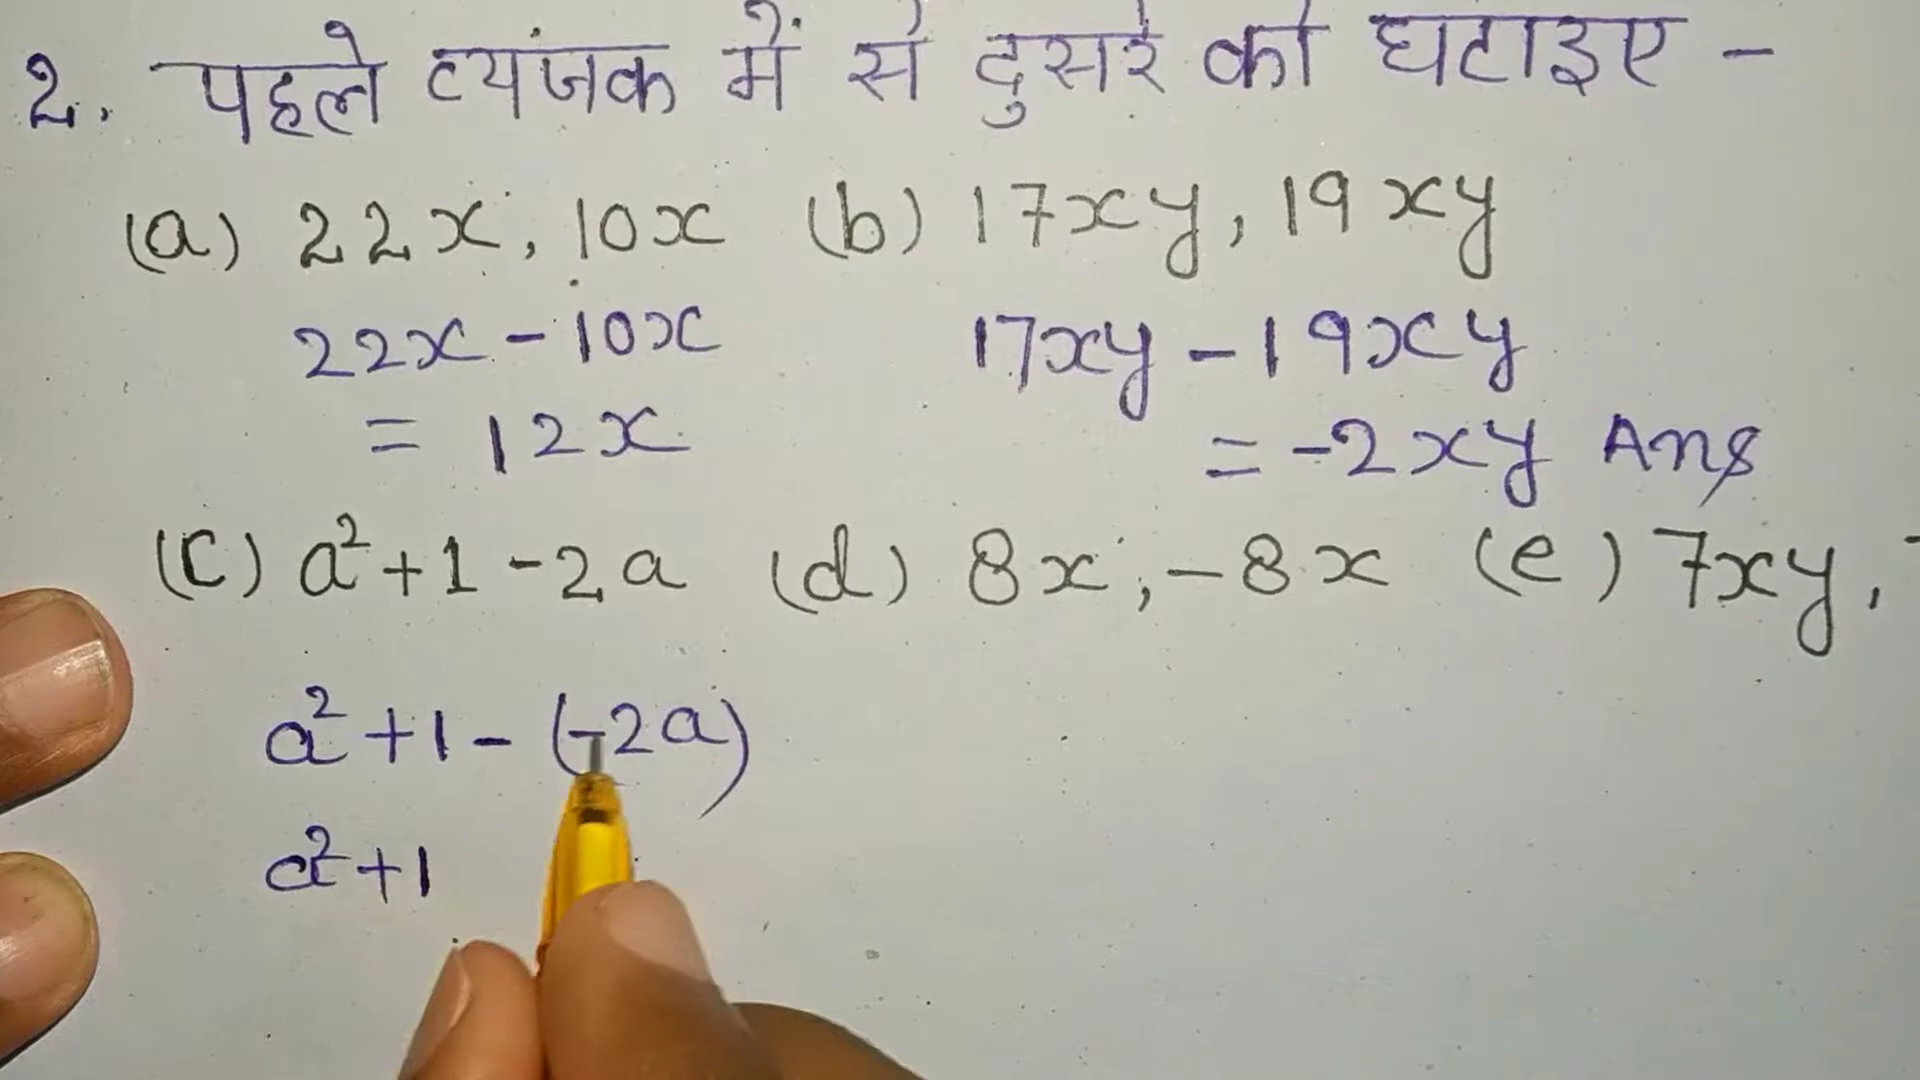 2. पहले व्यंजक में से दुसरे को घटाइए -
(a) 22x, 10x (b) 17xy, 19xy
22x - 10x 17xy - 19xy
= 12x = -2xy Ans
(c) a²+1 -2a (d) 8x, -8x (e) 7xy,
a² +1 - (-2a)
a² +1